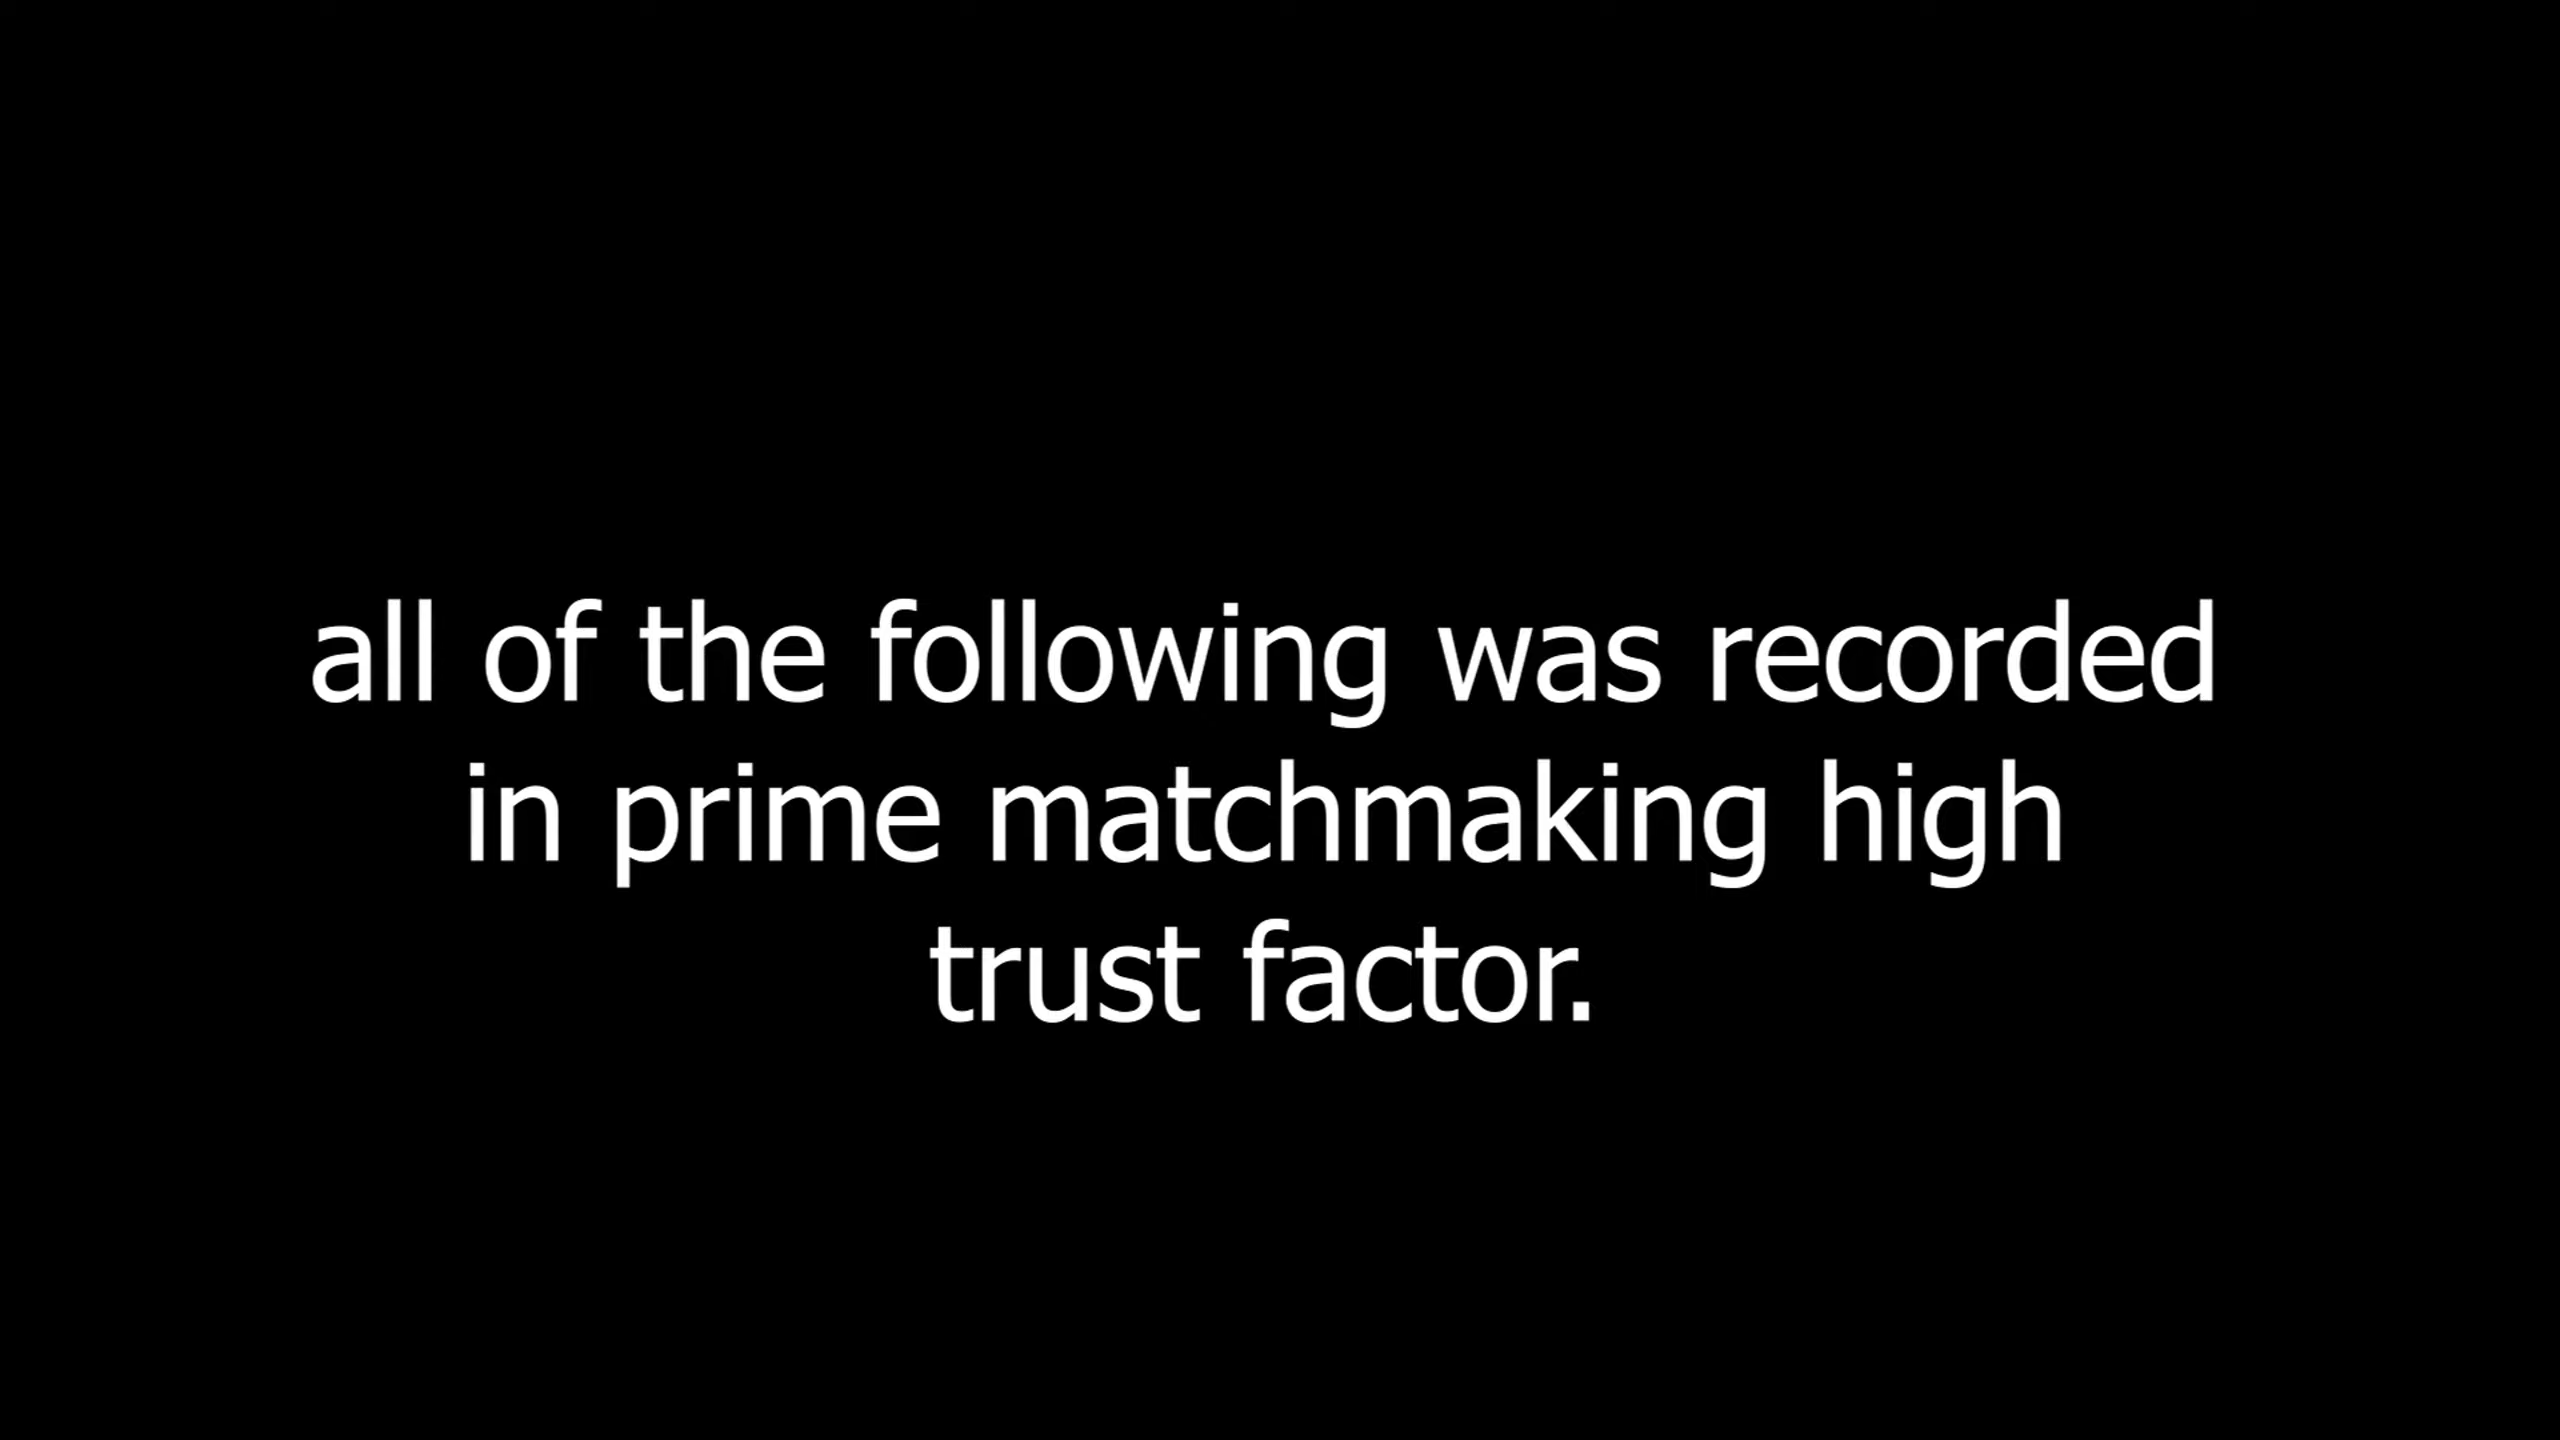 all of the following was recorded
in prime matchmaking high
trust factor.